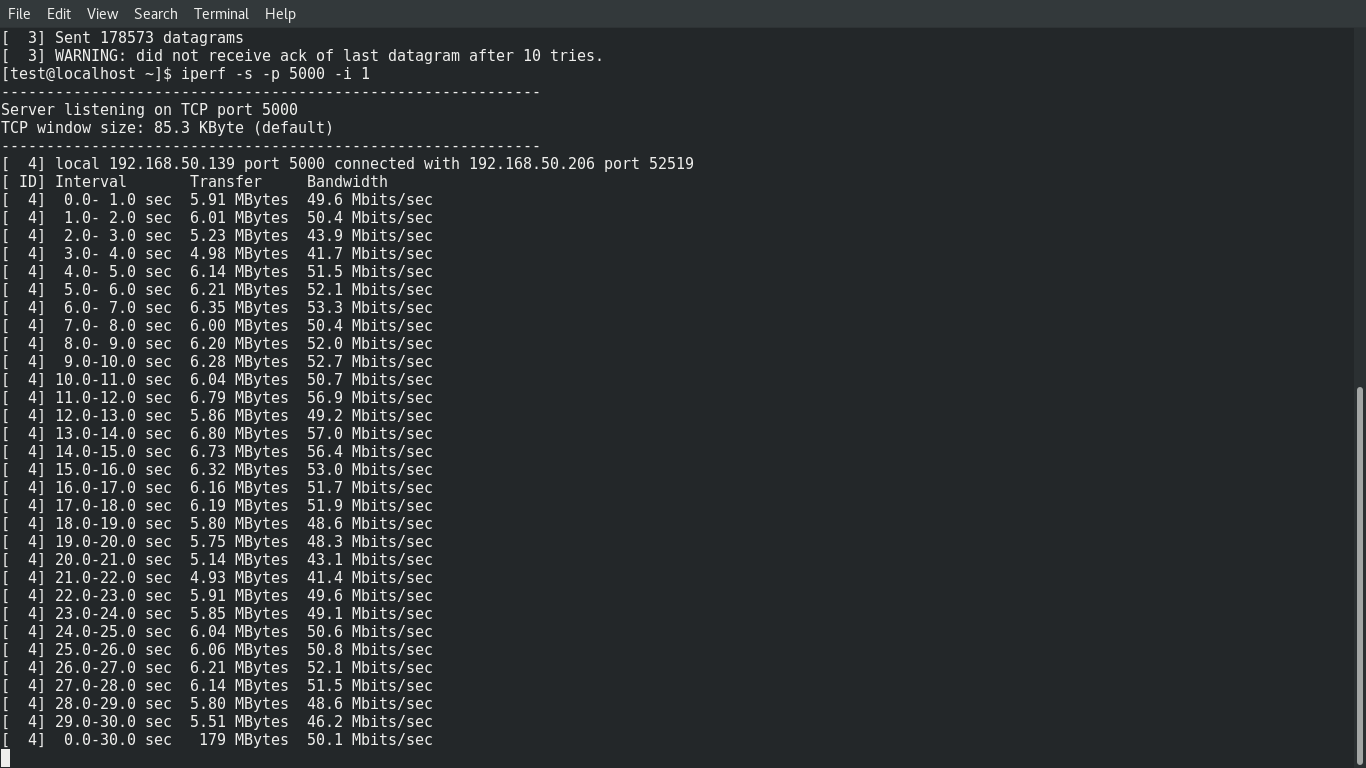 File Edit View Search Terminal Help
[  3] Sent 178573 datagrams
[  3] WARNING: did not receive ack of last datagram after 10 tries.
[test@localhost ~]$ iperf -s -p 5000 -i 1
------------------------------------------------------------
Server listening on TCP port 5000
TCP window size: 85.3 KByte (default)
------------------------------------------------------------
[  4] local 192.168.50.139 port 5000 connected with 192.168.50.206 port 52519
[ ID] Interval       Transfer     Bandwidth
[  4]  0.0- 1.0 sec  5.91 MBytes  49.6 Mbits/sec
[  4]  1.0- 2.0 sec  6.01 MBytes  50.4 Mbits/sec
[  4]  2.0- 3.0 sec  5.23 MBytes  43.9 Mbits/sec
[  4]  3.0- 4.0 sec  4.98 MBytes  41.7 Mbits/sec
[  4]  4.0- 5.0 sec  6.14 MBytes  51.5 Mbits/sec
[  4]  5.0- 6.0 sec  6.21 MBytes  52.1 Mbits/sec
[  4]  6.0- 7.0 sec  6.35 MBytes  53.3 Mbits/sec
[  4]  7.0- 8.0 sec  6.00 MBytes  50.4 Mbits/sec
[  4]  8.0- 9.0 sec  6.20 MBytes  52.0 Mbits/sec
[  4]  9.0-10.0 sec  6.28 MBytes  52.7 Mbits/sec
[  4] 10.0-11.0 sec  6.04 MBytes  50.7 Mbits/sec
[  4] 11.0-12.0 sec  6.79 MBytes  56.9 Mbits/sec
[  4] 12.0-13.0 sec  5.86 MBytes  49.2 Mbits/sec
[  4] 13.0-14.0 sec  6.80 MBytes  57.0 Mbits/sec
[  4] 14.0-15.0 sec  6.73 MBytes  56.4 Mbits/sec
[  4] 15.0-16.0 sec  6.32 MBytes  53.0 Mbits/sec
[  4] 16.0-17.0 sec  6.16 MBytes  51.7 Mbits/sec
[  4] 17.0-18.0 sec  6.19 MBytes  51.9 Mbits/sec
[  4] 18.0-19.0 sec  5.80 MBytes  48.6 Mbits/sec
[  4] 19.0-20.0 sec  5.75 MBytes  48.3 Mbits/sec
[  4] 20.0-21.0 sec  5.14 MBytes  43.1 Mbits/sec
[  4] 21.0-22.0 sec  4.93 MBytes  41.4 Mbits/sec
[  4] 22.0-23.0 sec  5.91 MBytes  49.6 Mbits/sec
[  4] 23.0-24.0 sec  5.85 MBytes  49.1 Mbits/sec
[  4] 24.0-25.0 sec  6.04 MBytes  50.6 Mbits/sec
[  4] 25.0-26.0 sec  6.06 MBytes  50.8 Mbits/sec
[  4] 26.0-27.0 sec  6.21 MBytes  52.1 Mbits/sec
[  4] 27.0-28.0 sec  6.14 MBytes  51.5 Mbits/sec
[  4] 28.0-29.0 sec  5.80 MBytes  48.6 Mbits/sec
[  4] 29.0-30.0 sec  5.51 MBytes  46.2 Mbits/sec
[  4]  0.0-30.0 sec   179 MBytes  50.1 Mbits/sec